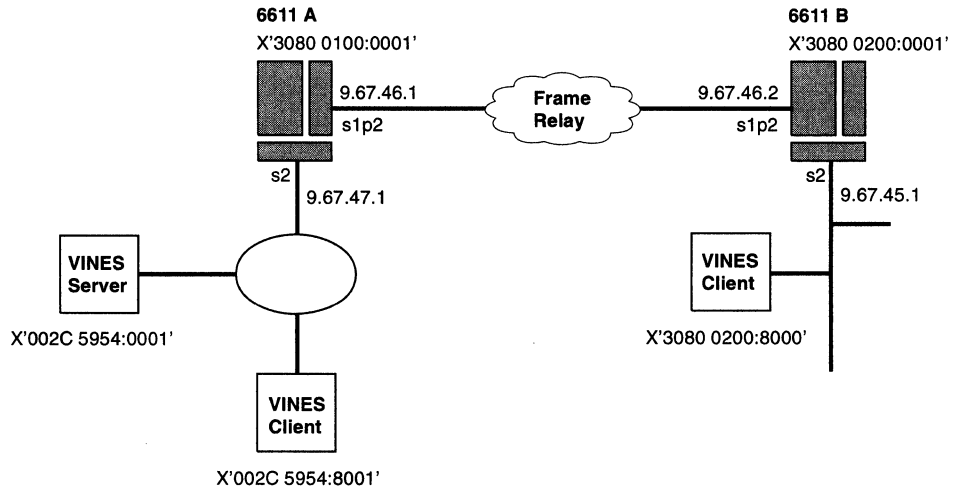 6611 A
X'3080 0100:0001'
6611 B
X'3080 0200:0001'
9.67.46.1
s1p2
Frame
Relay
9.67.46.2
s1p2
s2
9.67.47.1
s2
9.67.45.1
VINES
Server
X'002C 5954:0001'
VINES
Client
X'3080 0200:8000'
VINES
Client
X'002C 5954:8001'